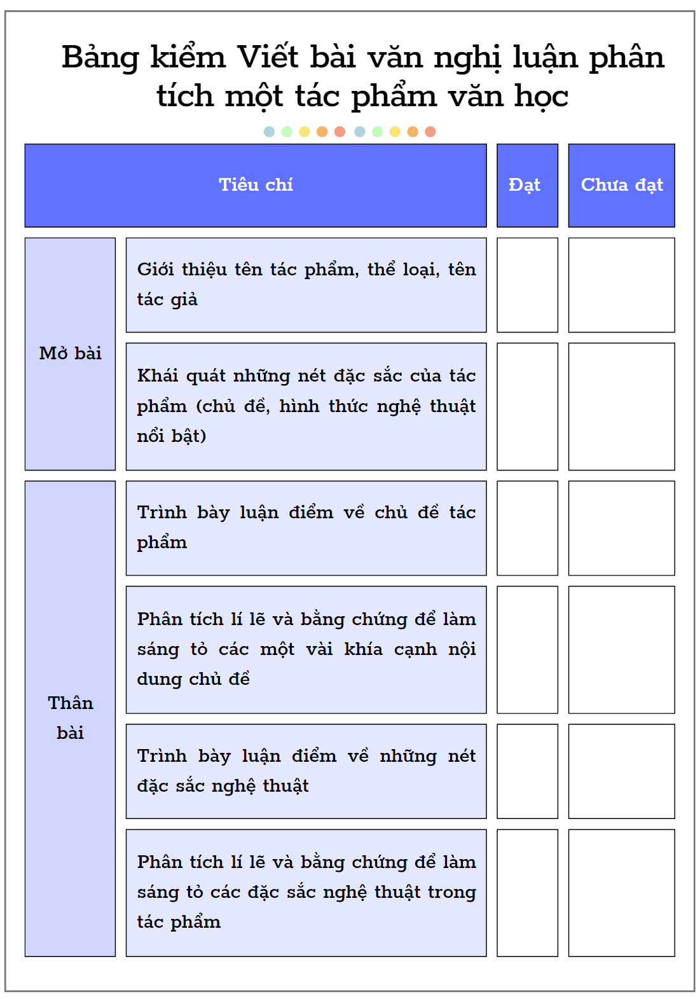 Bảng kiểm Viết bài văn nghị luận phân
tích một tác phẩm văn học
Tiêu chí
Đạt
Chưa đạt
Mở bài
Giới thiệu tên tác phẩm, thể loại, tên
tác giả
Khái quát những nét đặc sắc của tác
phẩm (chủ đề, hình thức nghệ thuật
nổi bật)
Thân
bài
Trình bày luận điểm về chủ đề tác
phẩm
Phân tích lí lẽ và bằng chứng để làm
sáng tỏ các một vài khía cạnh nội
dung chủ đề
Trình bày luận điểm về những nét
đặc sắc nghệ thuật
Phân tích lí lẽ và bằng chứng để làm
sáng tỏ các đặc sắc nghệ thuật trong
tác phẩm